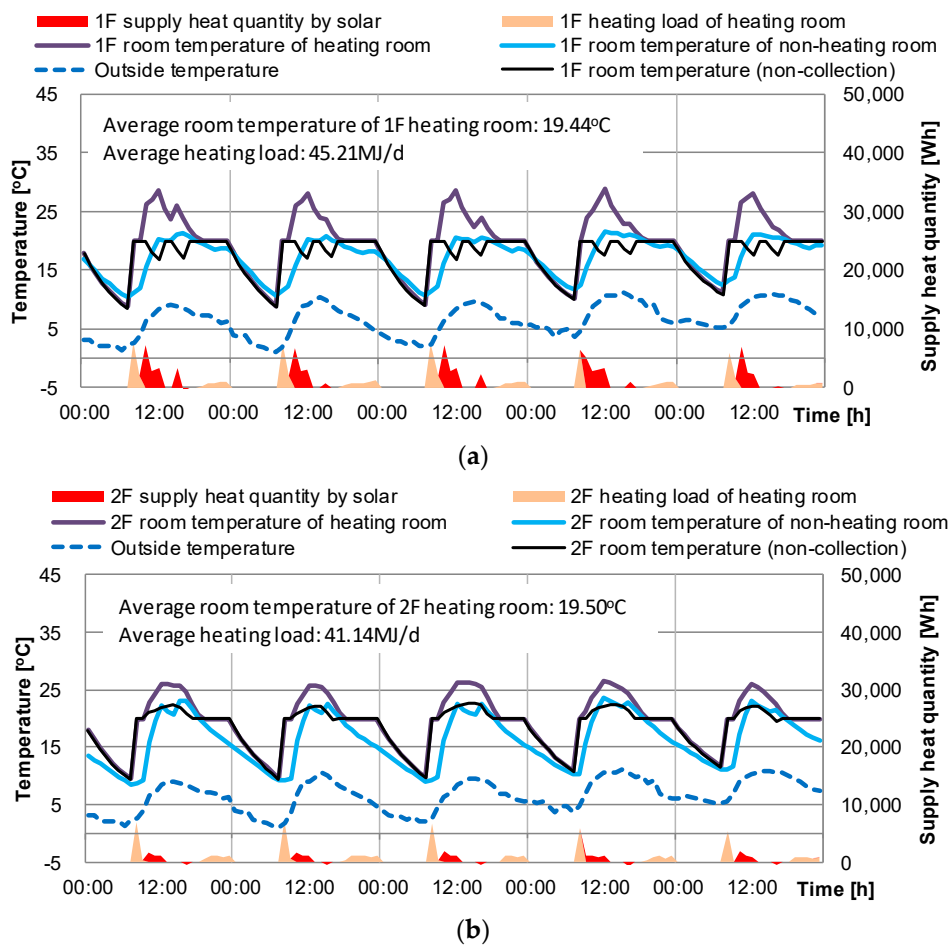 1F supply heat quantity by solar
1F heating load of heating room
1F room temperature of heating room
1F room temperature of non-heating room
Outside temperature
1F room temperature (non-collection)
45
50,000
Average room temperature of 1F heating room: 19.44oC
Average heating load: 45.21MJ/d
35
40,000
25
30,000
15
20,000
5
10,000
-5
0
Temperature [oC]
Supply heat quantity [Wh]
00:00 12:00 00:00 12:00 00:00 12:00 00:00 12:00 00:00 12:00
Time [h]
(a)
2F supply heat quantity by solar
2F heating load of heating room
2F room temperature of heating room
2F room temperature of non-heating room
Outside temperature
2F room temperature (non-collection)
45
50,000
Average room temperature of 2F heating room: 19.50oC
Average heating load: 41.14MJ/d
35
40,000
25
30,000
15
20,000
5
10,000
-5
0
Temperature [oC]
Supply heat quantity [Wh]
00:00 12:00 00:00 12:00 00:00 12:00 00:00 12:00 00:00 12:00
Time [h]
(b)